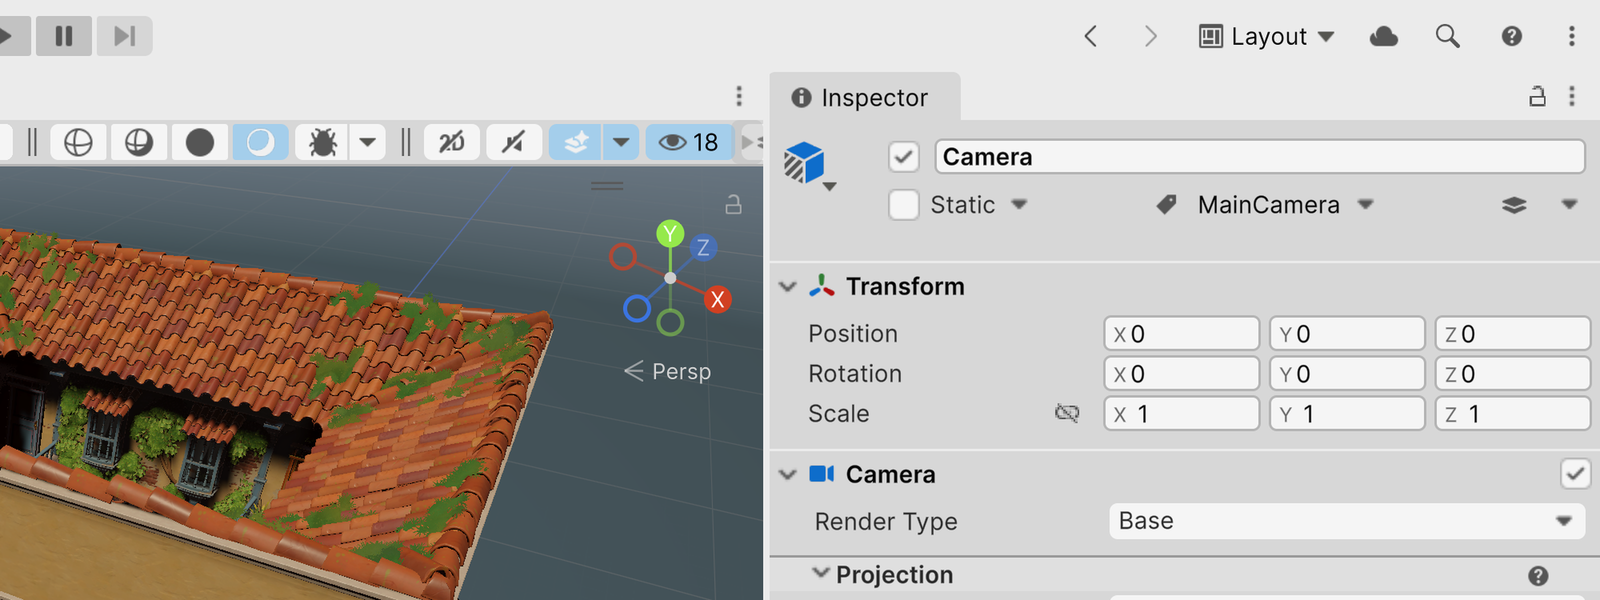 Layout
Inspector
18
Camera
Static
MainCamera
Y
Z
X
Persp
Transform
Position X 0 Y 0 Z 0
Rotation X 0 Y 0 Z 0
Scale X 1 Y 1 Z 1
Camera
Render Type Base
Projection